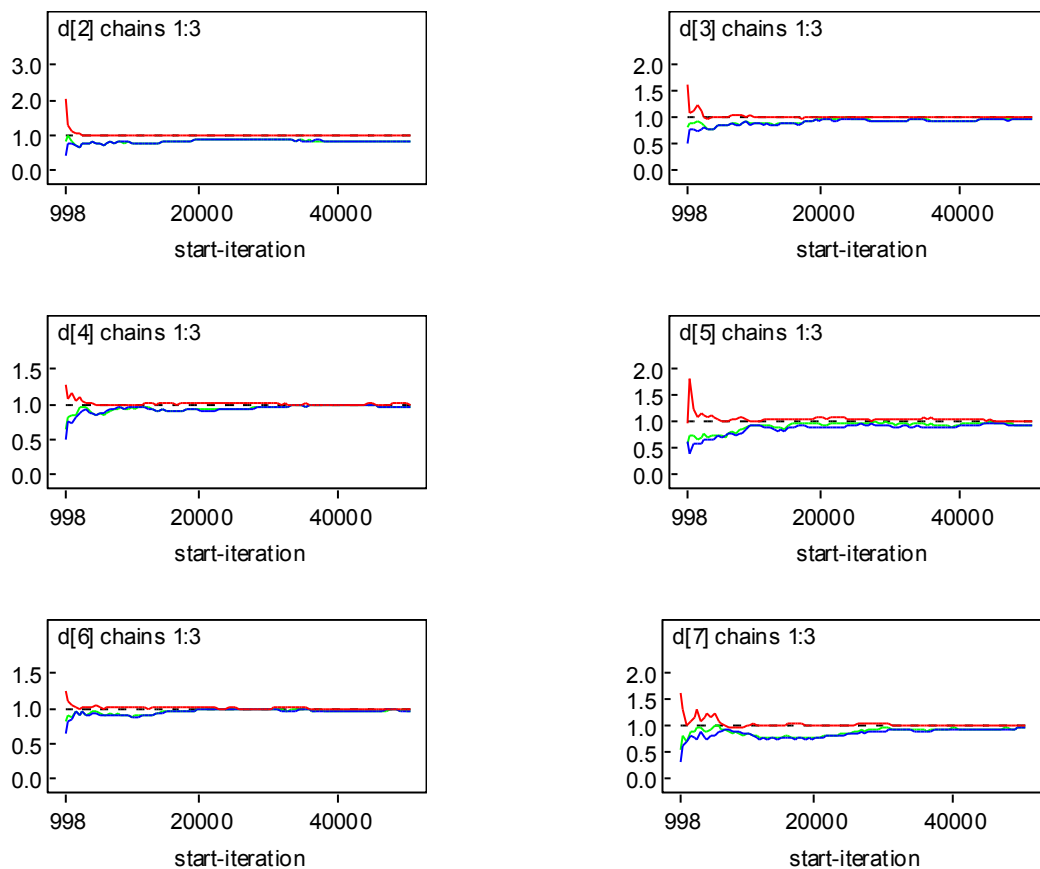 d[2] chains 1:3
3.0
2.0
1.0
0.0
998 20000 40000
start-iteration
d[3] chains 1:3
2.0
1.5
1.0
0.5
0.0
998 20000 40000
start-iteration
d[4] chains 1:3
1.5
1.0
0.5
0.0
998 20000 40000
start-iteration
d[5] chains 1:3
2.0
1.5
1.0
0.5
0.0
998 20000 40000
start-iteration
d[6] chains 1:3
1.5
1.0
0.5
0.0
998 20000 40000
start-iteration
d[7] chains 1:3
2.0
1.5
1.0
0.5
0.0
998 20000 40000
start-iteration